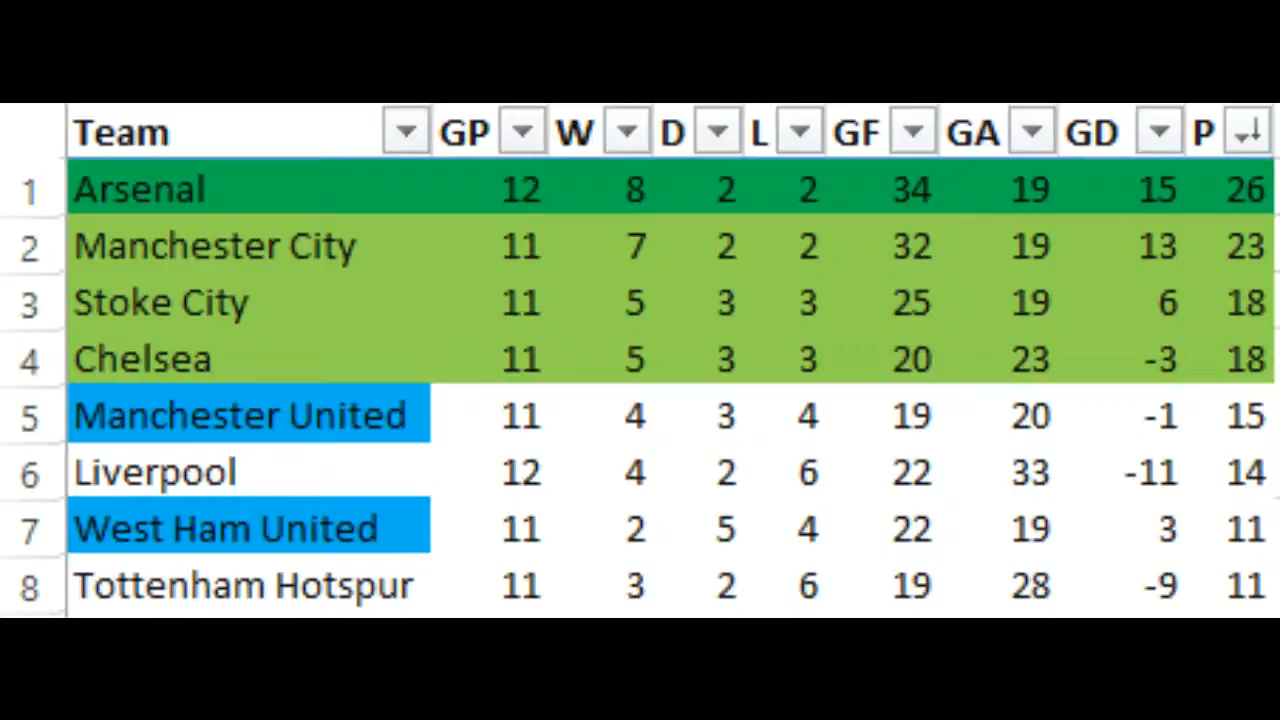 Team GP W D L GF GA GD P
1 Arsenal 12 8 2 2 34 19 15 26
2 Manchester City 11 7 2 2 32 19 13 23
3 Stoke City 11 5 3 3 25 19 6 18
4 Chelsea 11 5 3 3 20 23 -3 18
5 Manchester United 11 4 3 4 19 20 -1 15
6 Liverpool 12 4 2 6 22 33 -11 14
7 West Ham United 11 2 5 4 22 19 3 11
8 Tottenham Hotspur 11 3 2 6 19 28 -9 11